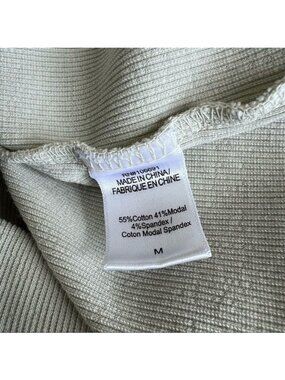 MADE IN CHINA/
FABRIQUE EN CHINE
55%Cotton 41%Modal
4%Spandex /
Coton Modal Spandex
M